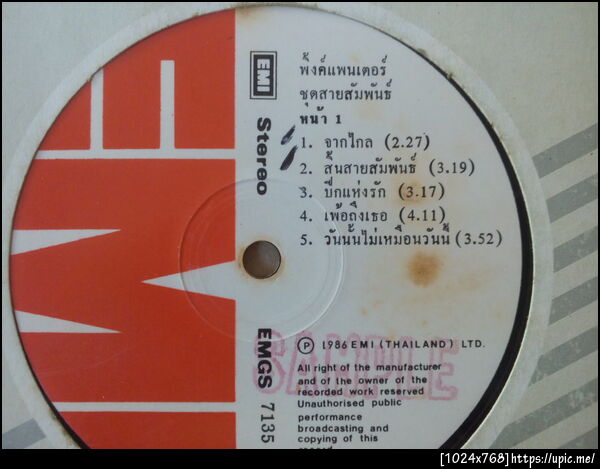 EMI
Stereo
พิ้งค์แพนเตอร์
ชุดสายสัมพันธ์
หน้า 1
1. จากไกล (2.27)
2. สิ้นสายสัมพันธ์ (3.19)
3. ปีกแห่งรัก (3.17)
4. เพ้อถึงเธอ (4.11)
5. วันนั้นไม่เหมือนวันนี้ (3.52)
EMGS 7135
SAMPLE
Ⓟ 1986 EMI (THAILAND) LTD.
All right of the manufacturer
and of the owner of the
recorded work reserved
Unauthorised public
performance
broadcasting and
copying of this
EMI
[1024x768]https://upic.me/